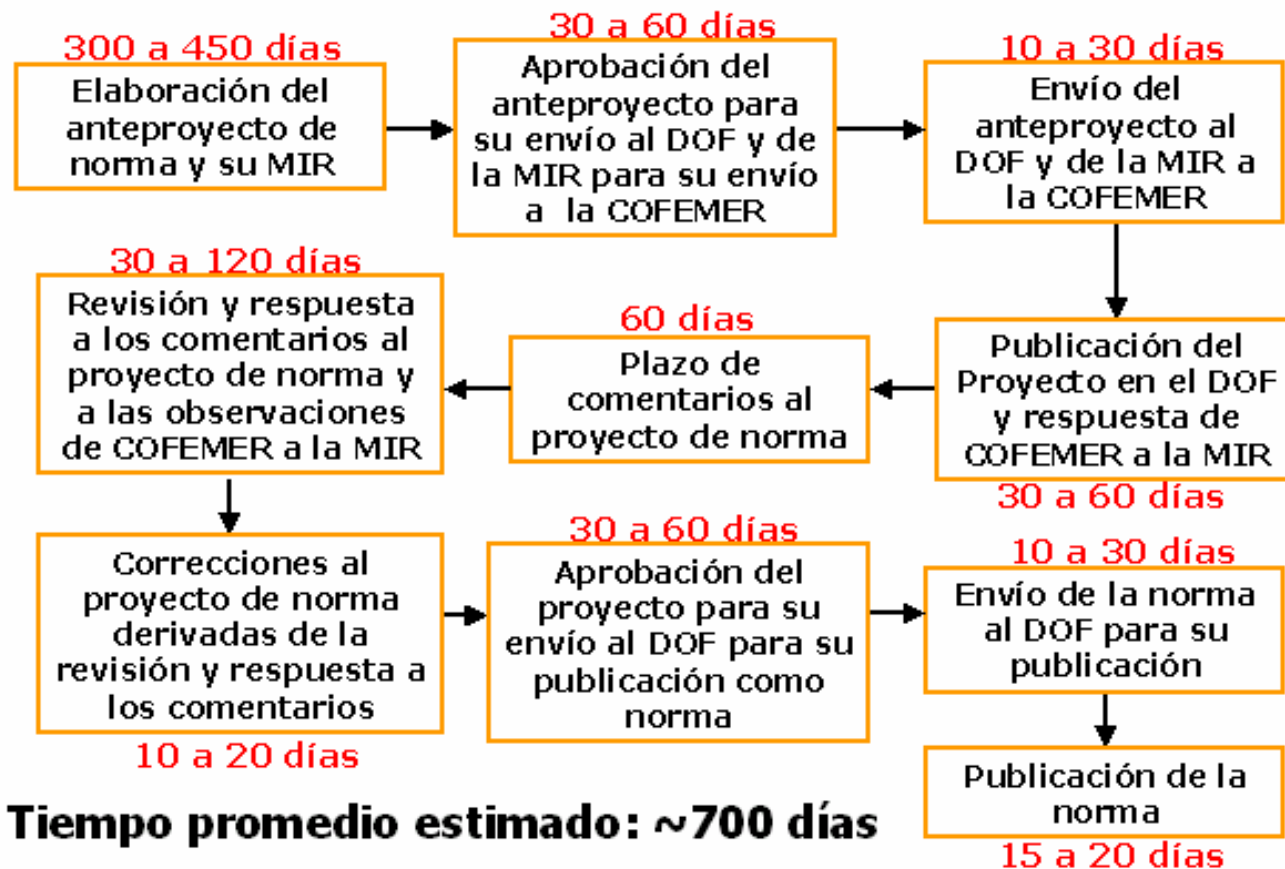 300 a 450 días
Elaboración del
anteproyecto de
norma y su MIR
30 a 60 días
Aprobación del
anteproyecto para
su envío al DOF y de
la MIR para su envío
a la COFEMER
10 a 30 días
Envío del
anteproyecto al
DOF y de la MIR a
la COFEMER
Publicación del
Proyecto en el DOF
y respuesta de
COFEMER a la MIR
30 a 60 días
60 días
Plazo de
comentarios al
proyecto de norma
30 a 120 días
Revisión y respuesta
a los comentarios al
proyecto de norma y
a las observaciones
de COFEMER a la MIR
Correcciones al
proyecto de norma
derivadas de la
revisión y respuesta a
los comentarios
10 a 20 días
30 a 60 días
Aprobación del
proyecto para su
envío al DOF para su
publicación como
norma
10 a 30 días
Envío de la norma
al DOF para su
publicación
Publicación de la
norma
15 a 20 días
Tiempo promedio estimado: ~700 días